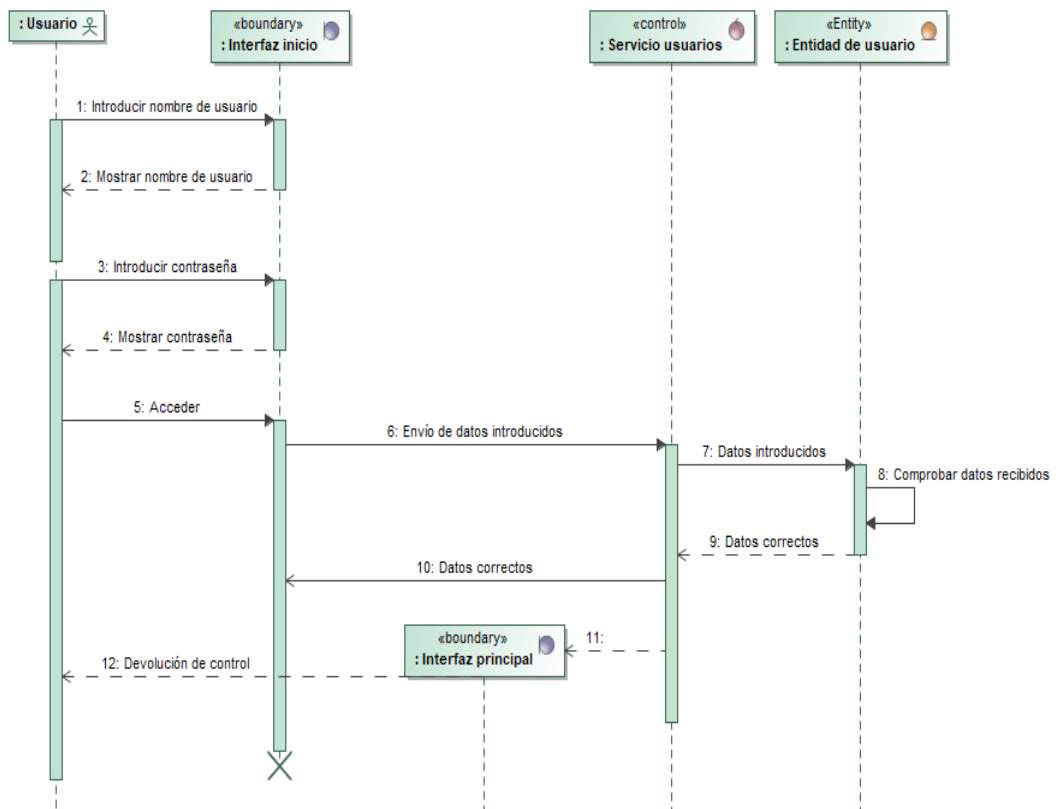 : Usuario
«boundary»
: Interfaz inicio
«control»
: Servicio usuarios
«Entity»
: Entidad de usuario
1: Introducir nombre de usuario
2: Mostrar nombre de usuario
3: Introducir contraseña
4: Mostrar contraseña
5: Acceder
6: Envío de datos introducidos
7: Datos introducidos
8: Comprobar datos recibidos
9: Datos correctos
10: Datos correctos
«boundary»
: Interfaz principal
11:
12: Devolución de control